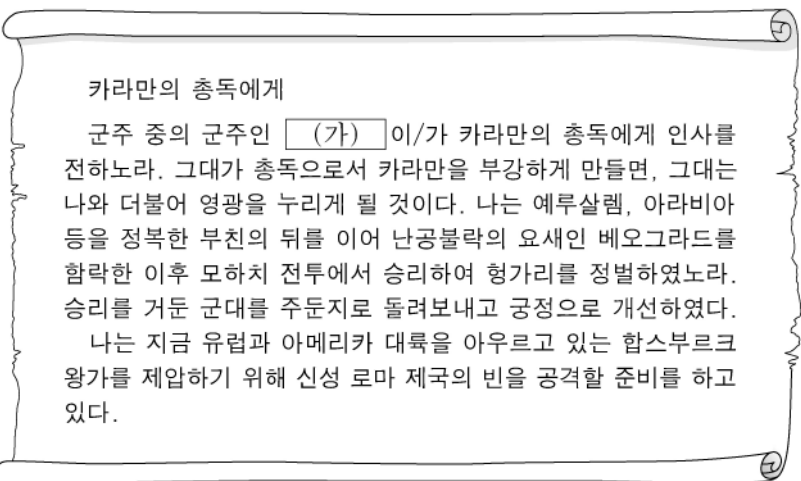 카라만의 총독에게
군주 중의 군주인 (가) 이/가 카라만의 총독에게 인사를
전하노라. 그대가 총독으로서 카라만을 부강하게 만들면, 그대는
나와 더불어 영광을 누리게 될 것이다. 나는 예루살렘, 아라비아
등을 정복한 부친의 뒤를 이어 난공불락의 요새인 베오그라드를
함락한 이후 모하치 전투에서 승리하여 헝가리를 정벌하였노라.
승리를 거둔 군대를 주둔지로 돌려보내고 궁정으로 개선하였다.
나는 지금 유럽과 아메리카 대륙을 아우르고 있는 합스부르크
왕가를 제압하기 위해 신성 로마 제국의 빈을 공격할 준비를 하고
있다.